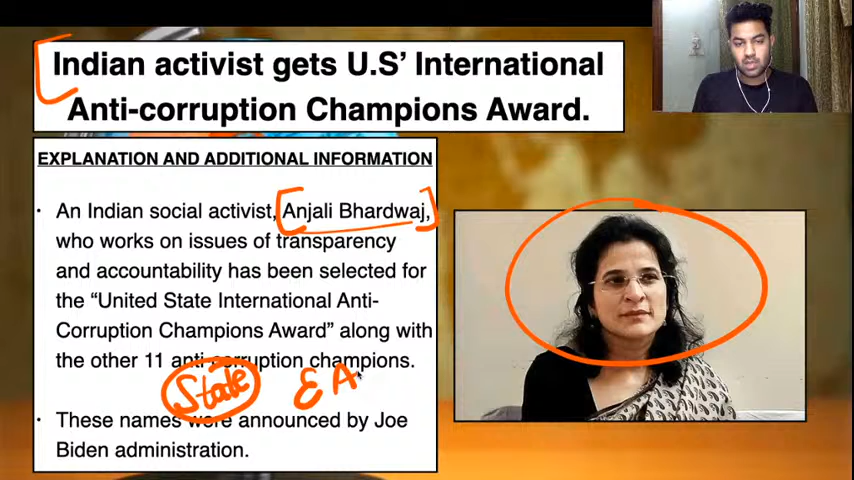 Indian activist gets U.S' International
Anti-corruption Champions Award.
EXPLANATION AND ADDITIONAL INFORMATION
· An Indian social activist, Anjali Bhardwaj,
who works on issues of transparency
and accountability has been selected for
the “United State International Anti-
Corruption Champions Award” along with
the other 11 anti-corruption champions.
State EA
· These names were announced by Joe
Biden administration.